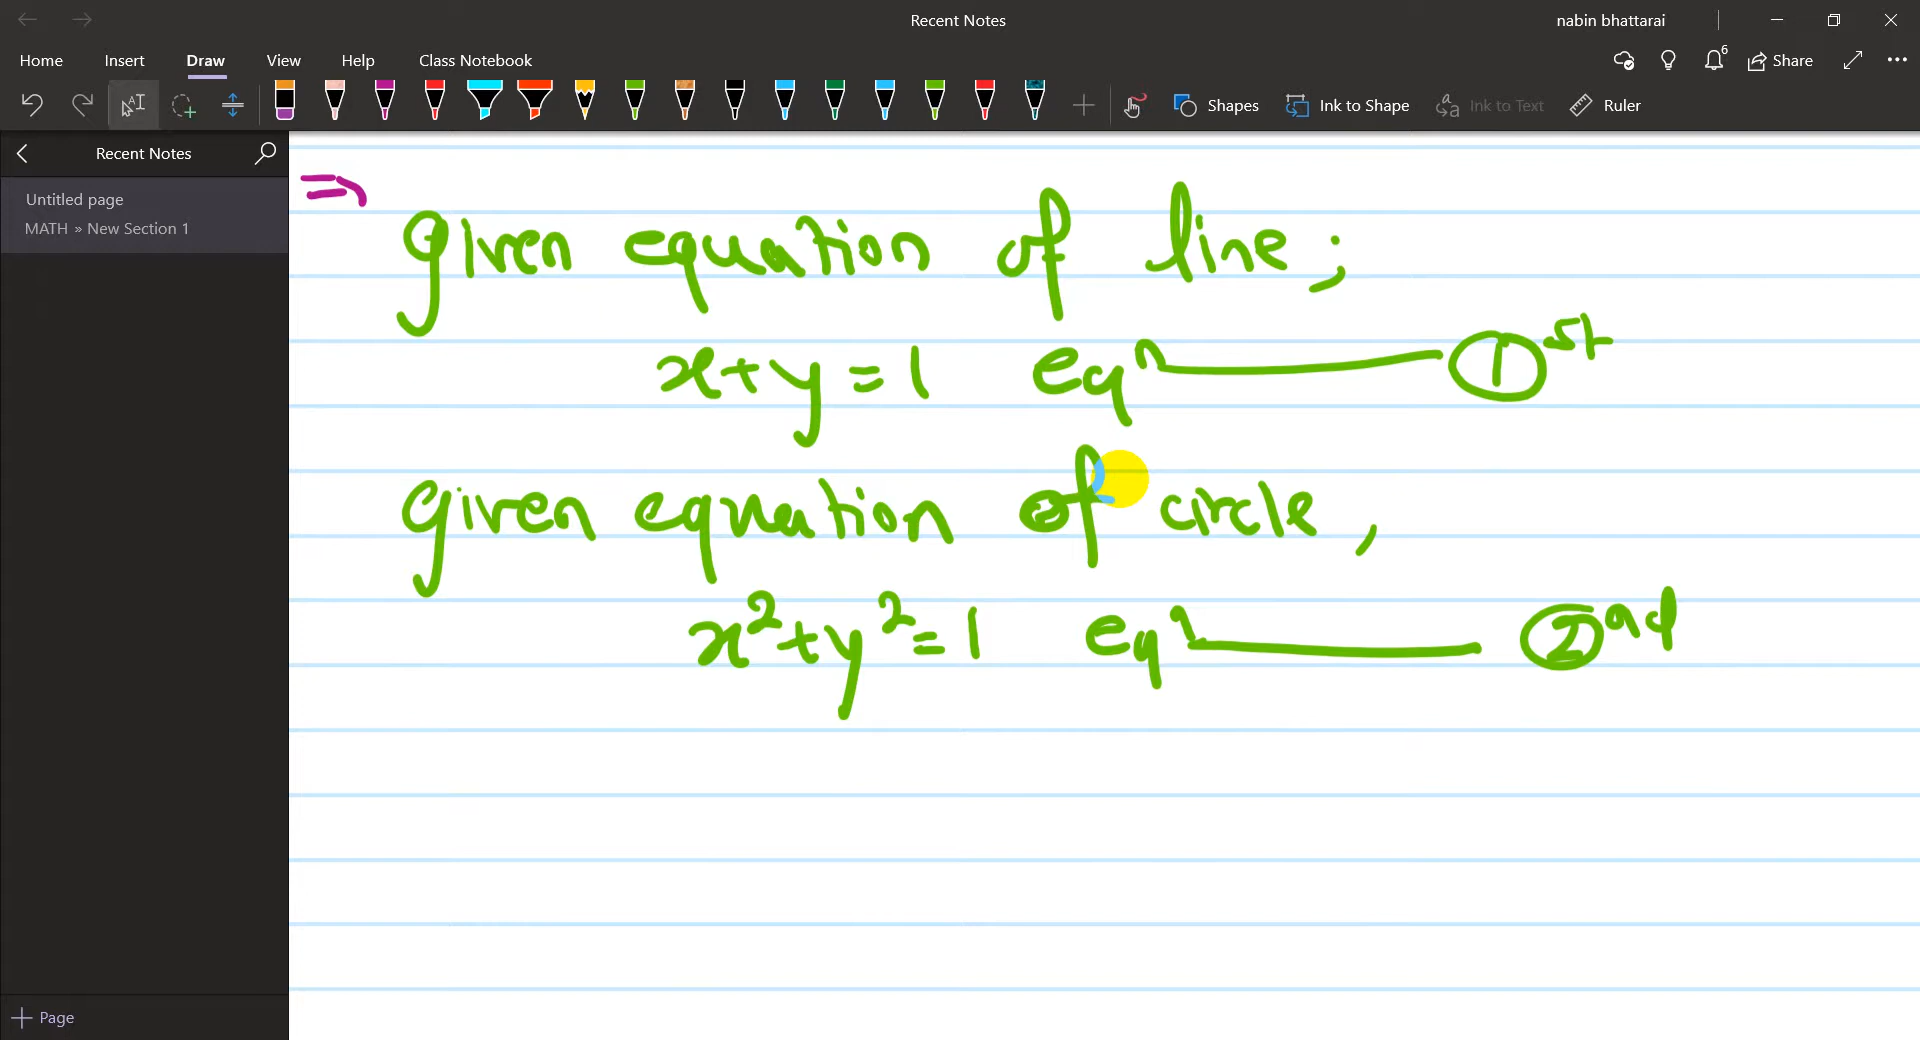 Recent Notes
nabin bhattarai
Home Insert Draw View Help Class Notebook
6
Share
Shapes Ink to Shape Ink to Text Ruler
Recent Notes
Untitled page
MATH » New Section 1
⇒
Given equation of line;
x+y=1 eqⁿ ——— ①st
Given equation of circle,
x²+y²=1 eqⁿ ——— ②nd
Page